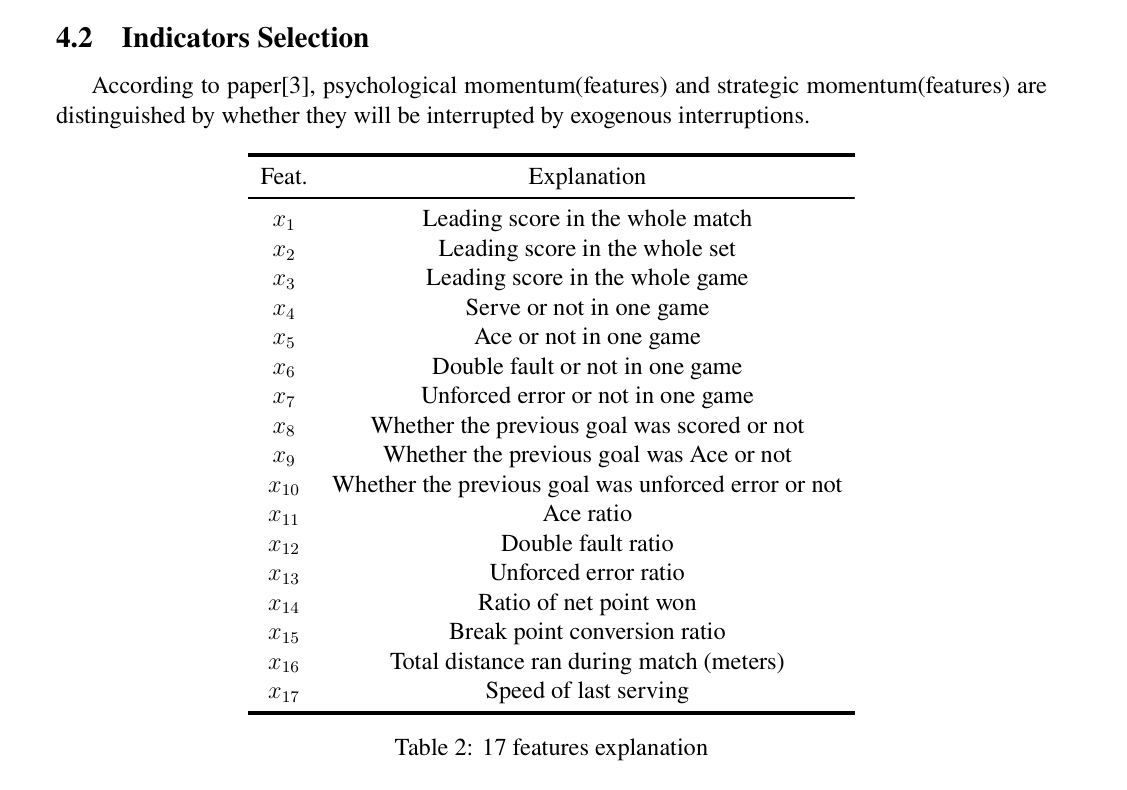 4.2 Indicators Selection
According to paper[3], psychological momentum(features) and strategic momentum(features) are
distinguished by whether they will be interrupted by exogenous interruptions.
Feat. Explanation
x1 Leading score in the whole match
x2 Leading score in the whole set
x3 Leading score in the whole game
x4 Serve or not in one game
x5 Ace or not in one game
x6 Double fault or not in one game
x7 Unforced error or not in one game
x8 Whether the previous goal was scored or not
x9 Whether the previous goal was Ace or not
x10 Whether the previous goal was unforced error or not
x11 Ace ratio
x12 Double fault ratio
x13 Unforced error ratio
x14 Ratio of net point won
x15 Break point conversion ratio
x16 Total distance ran during match (meters)
x17 Speed of last serving
Table 2: 17 features explanation